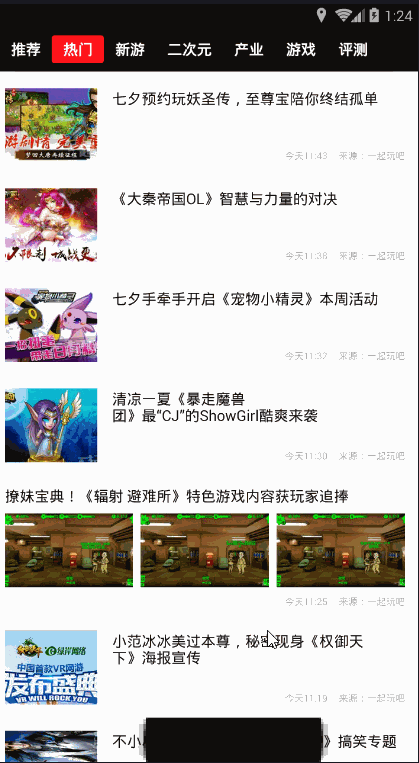 1:24
推荐 热门 新游 二次元 产业 游戏 评测
七夕预约玩妖圣传，至尊宝陪你终结孤单
今天11:43 来源：一起玩吧
《大秦帝国OL》智慧与力量的对决
今天11:36 来源：一起玩吧
七夕手牵手开启《宠物小精灵》本周活动
今天11:32 来源：一起玩吧
清凉一夏《暴走魔兽
团》最“CJ”的ShowGirl酷爽来袭
今天11:30 来源：一起玩吧
撩妹宝典！《辐射 避难所》特色游戏内容获玩家追捧
今天11:25 来源：一起玩吧
绿岸网络
中国首款VR网游
发布盛典
VR WILL ROCK YOU
小范冰冰美过本尊，秘密现身《权御天
下》海报宣传
今天11:19 来源：一起玩吧
不小
》搞笑专题